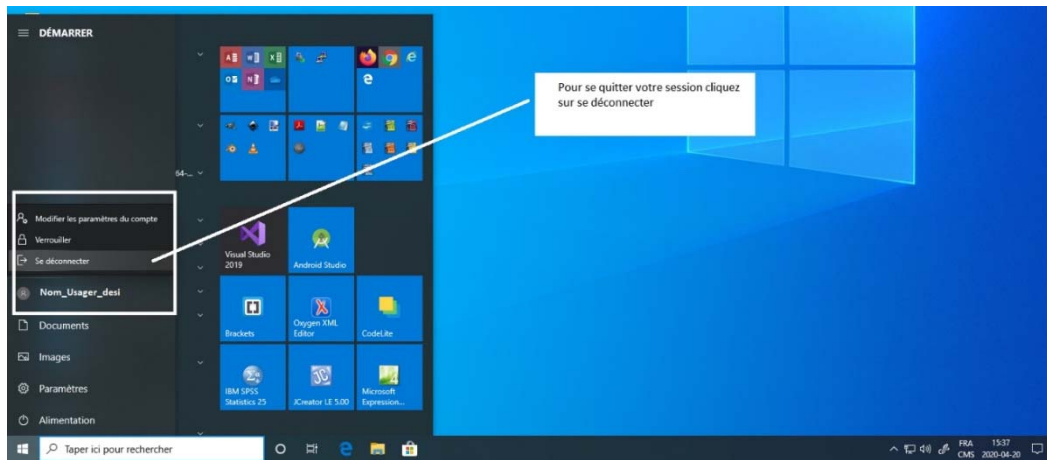 DÉMARRER
Pour se quitter votre session cliquez
sur se déconnecter
64-...
Modifier les paramètres du compte
Verrouiller
Se déconnecter
Nom_Usager_desi
Documents
Images
Paramètres
Alimentation
Visual Studio
2019
Android Studio
Brackets
Oxygen XML
Editor
CodeLite
IBM SPSS
Statistics 25
JCreator LE 5.00
Microsoft
Expression...
Taper ici pour rechercher
FRA
CMS
15:37
2020-04-20